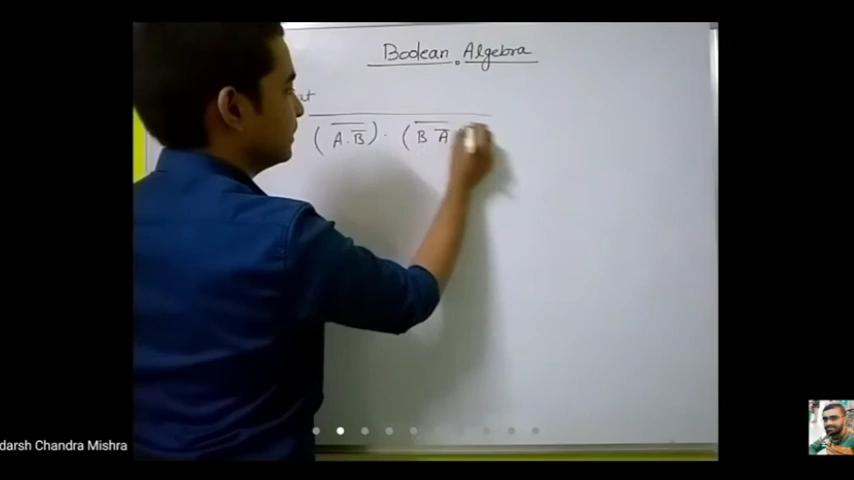 Boolean Algebra
(A̅.̅B̿) . (B̅ ̅A̿
darsh Chandra Mishra